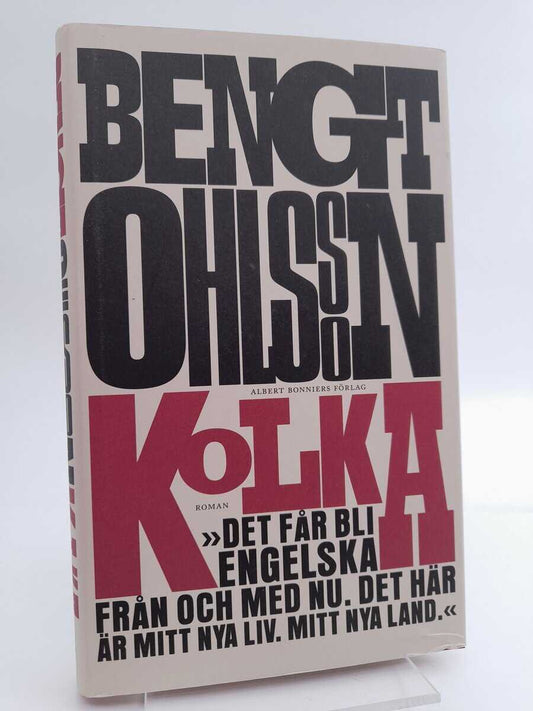 BENGT
OHLSSON
ALBERT BONNIERS FÖRLAG
KOLKA
ROMAN
»DET FÅR BLI
ENGELSKA
FRÅN OCH MED NU. DET HÄR
ÄR MITT NYA LIV. MITT NYA LAND.«